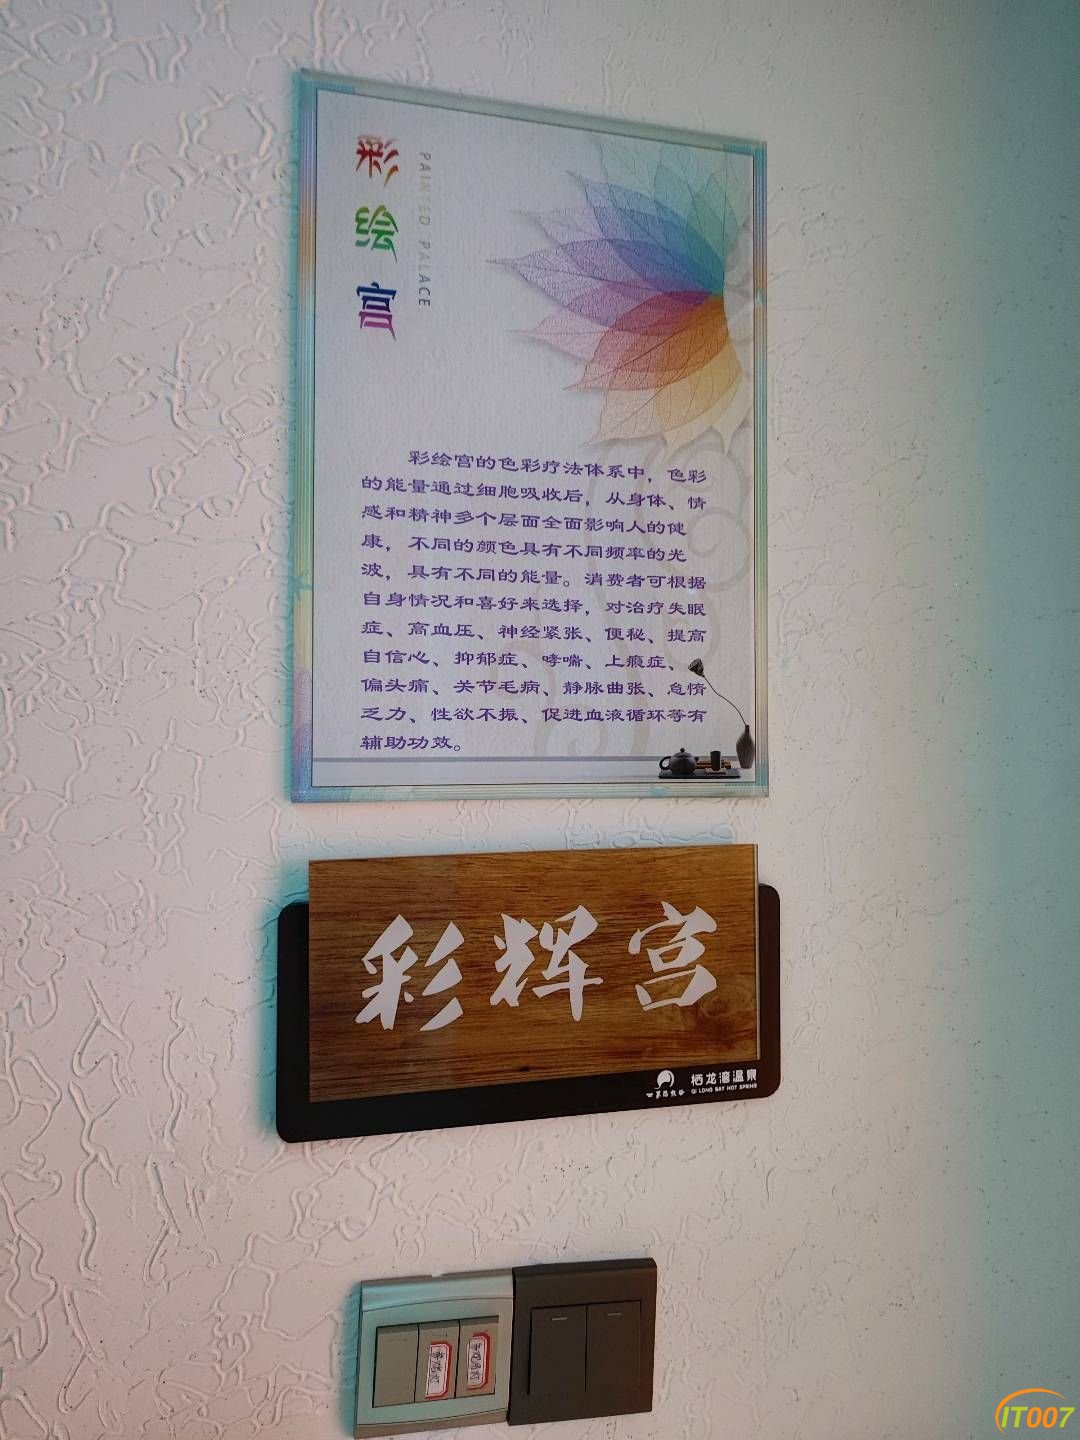 彩绘宫
PAINTED PALACE
彩绘宫的色彩疗法体系中，色彩
的能量通过细胞吸收后，从身体、情
感和精神多个层面全面影响人的健
康，不同的颜色具有不同频率的光
波，具有不同的能量。消费者可根据
自身情况和喜好来选择，对治疗失眠
症、高血压、神经紧张、便秘、提高
自信心、抑郁症、哮喘、上瘾症、
偏头痛、关节毛病、静脉曲张、怠惰
乏力、性欲不振、促进血液循环等有
辅助功效。
彩辉宫
栖龙湾温泉
QI LONG BAY HOT SPRING
IT007